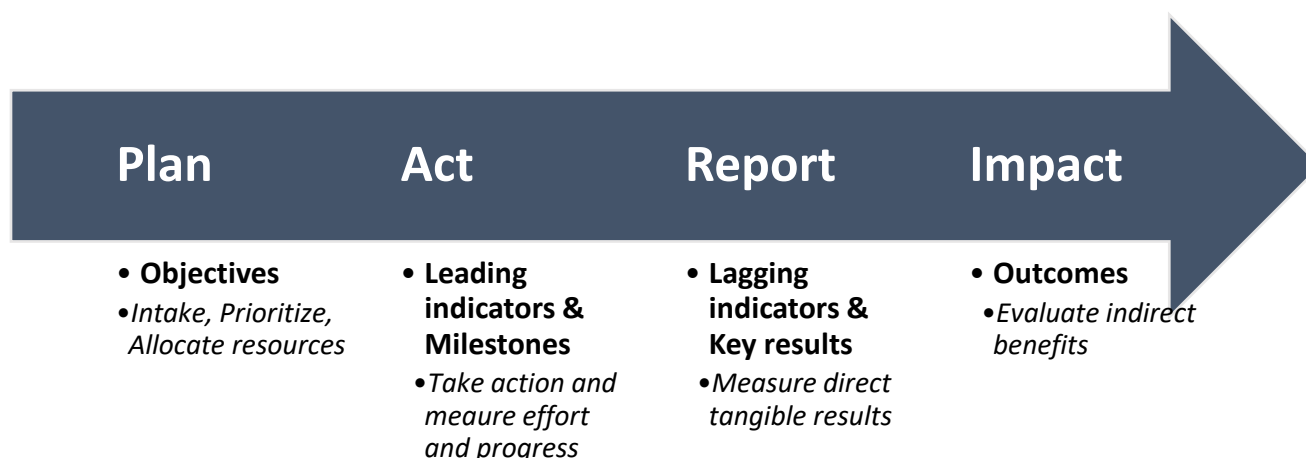 Plan
Act
Report
Impact
• Objectives
•Intake, Prioritize,
Allocate resources
• Leading
indicators &
Milestones
•Take action and
meaure effort
and progress
• Lagging
indicators &
Key results
•Measure direct
tangible results
• Outcomes
•Evaluate indirect
benefits